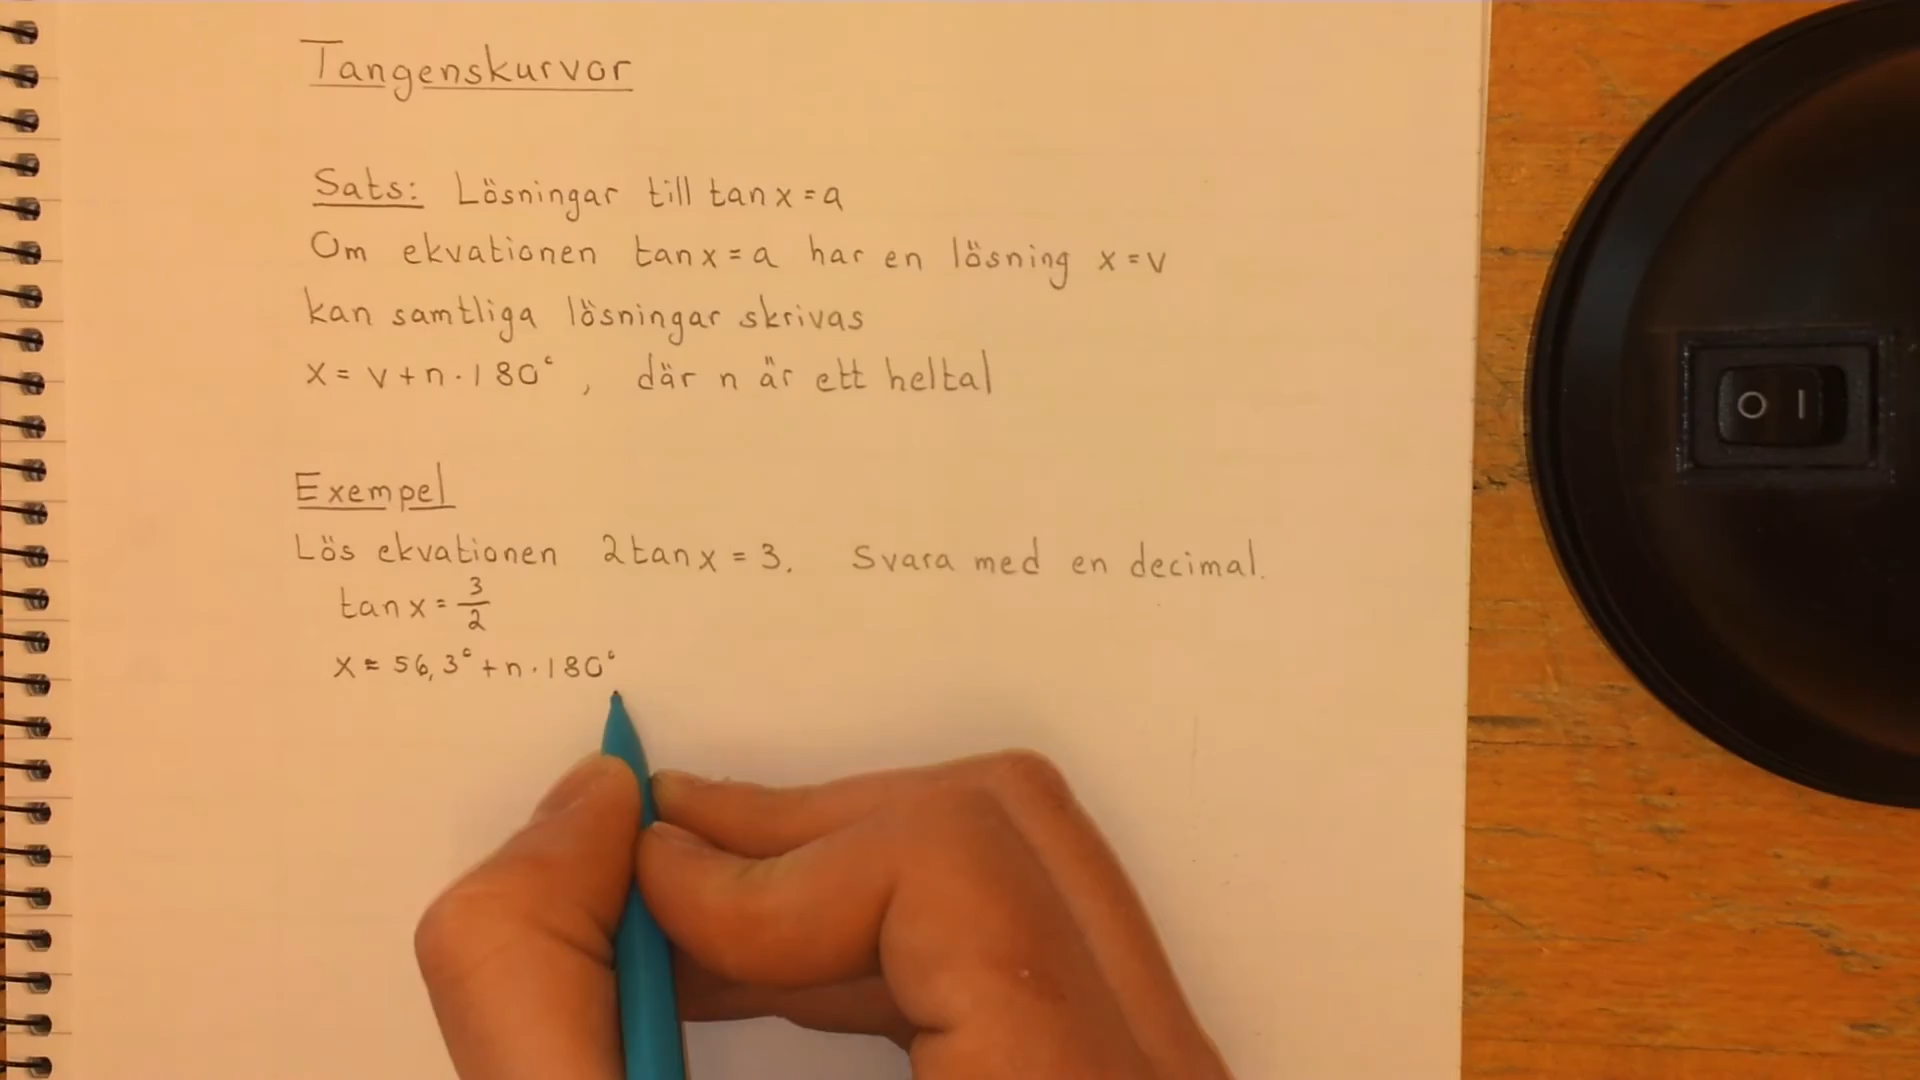 Tangenskurvor
Sats: Lösningar till tan x = a
Om ekvationen tan x = a har en lösning x = v
kan samtliga lösningar skrivas
x = v + n · 180° , där n är ett heltal
Exempel
Lös ekvationen 2 tan x = 3. Svara med en decimal.
tan x = 3/2
x ≈ 56,3° + n · 180°
O I